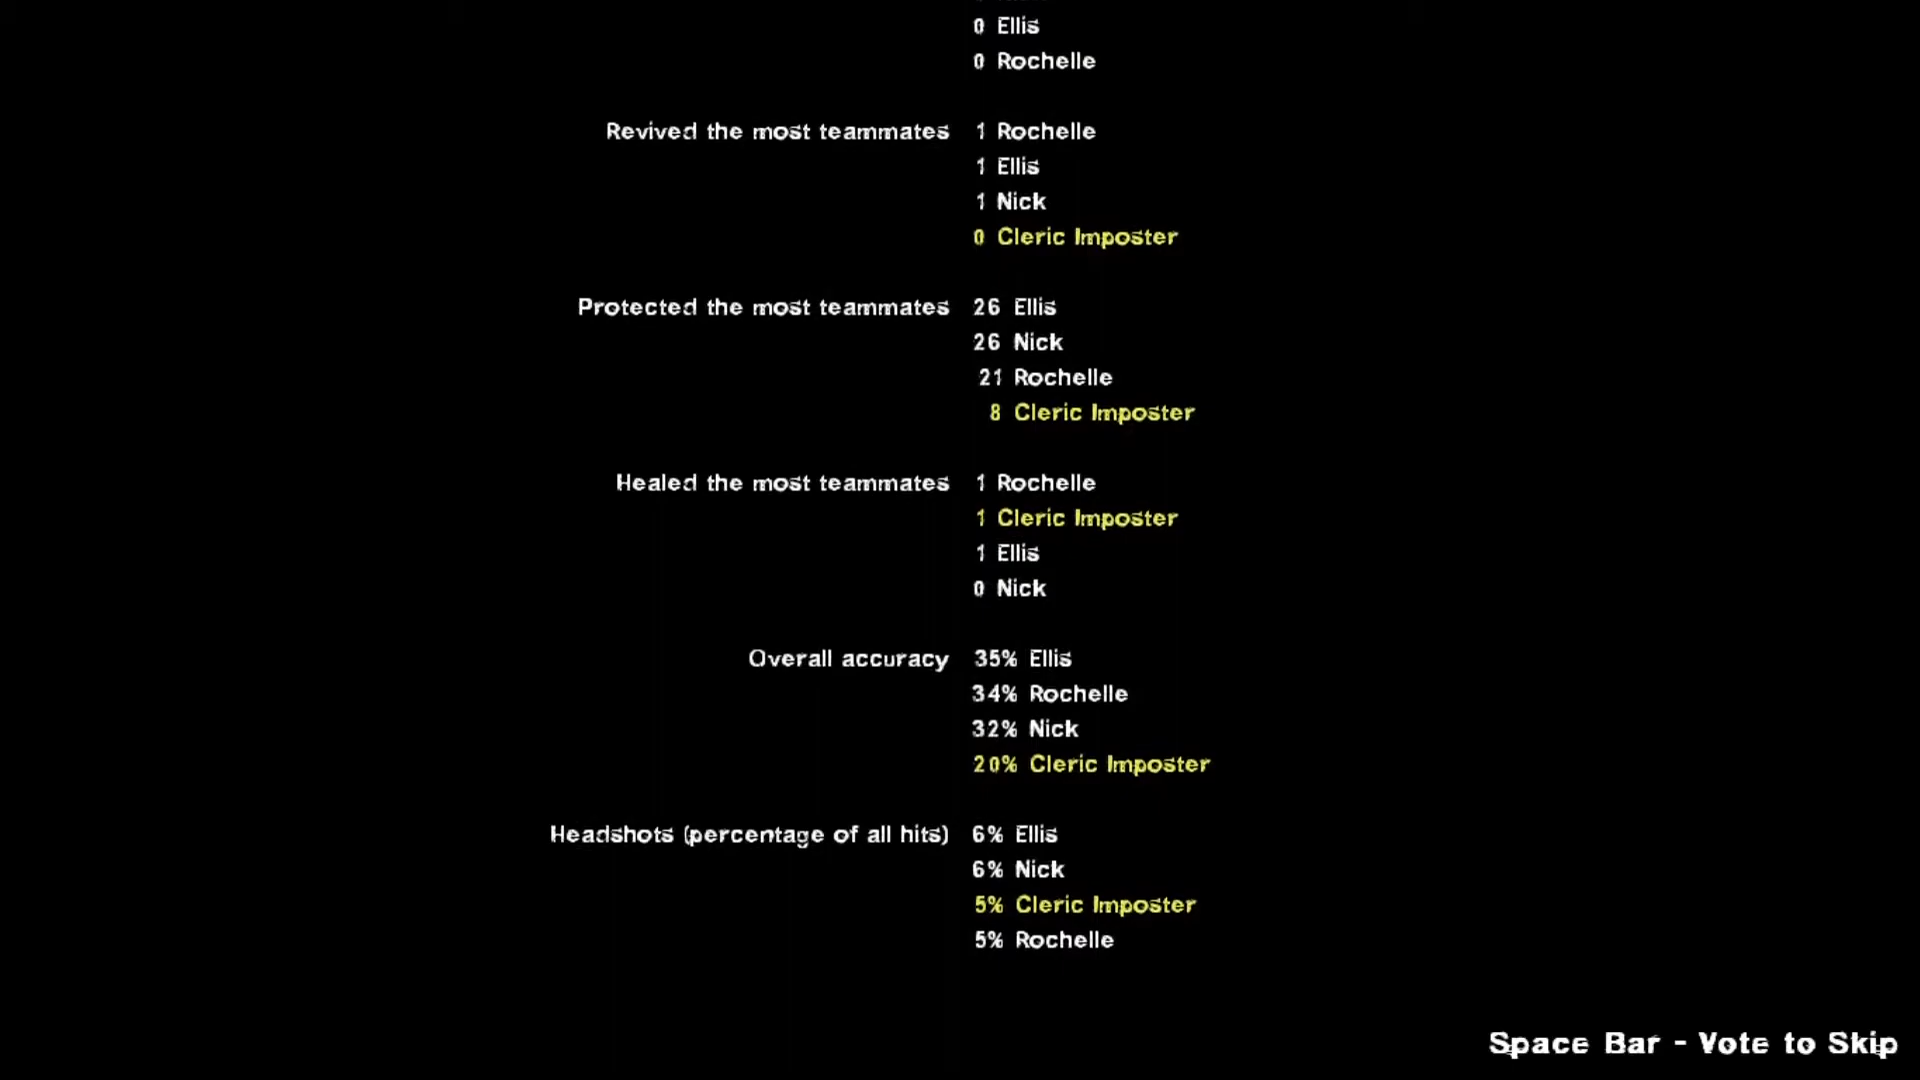 0 Ellis
0 Rochelle
Revived the most teammates 1 Rochelle
1 Ellis
1 Nick
0 Cleric Imposter
Protected the most teammates 26 Ellis
26 Nick
21 Rochelle
8 Cleric Imposter
Healed the most teammates 1 Rochelle
1 Cleric Imposter
1 Ellis
0 Nick
Overall accuracy 35% Ellis
34% Rochelle
32% Nick
20% Cleric Imposter
Headshots (percentage of all hits) 6% Ellis
6% Nick
5% Cleric Imposter
5% Rochelle
Space Bar - Vote to Skip